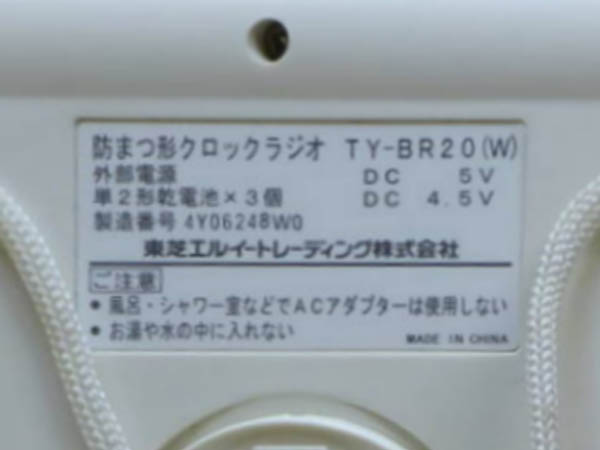 防まつ形クロックラジオ TY-BR20(W)
外部電源 DC 5V
単2形乾電池×3個 DC 4.5V
製造番号 4Y06248W0
東芝エルイートレーディング株式会社
ご注意
• 風呂・シャワー室などでACアダプターは使用しない
• お湯や水の中に入れない
MADE IN CHINA